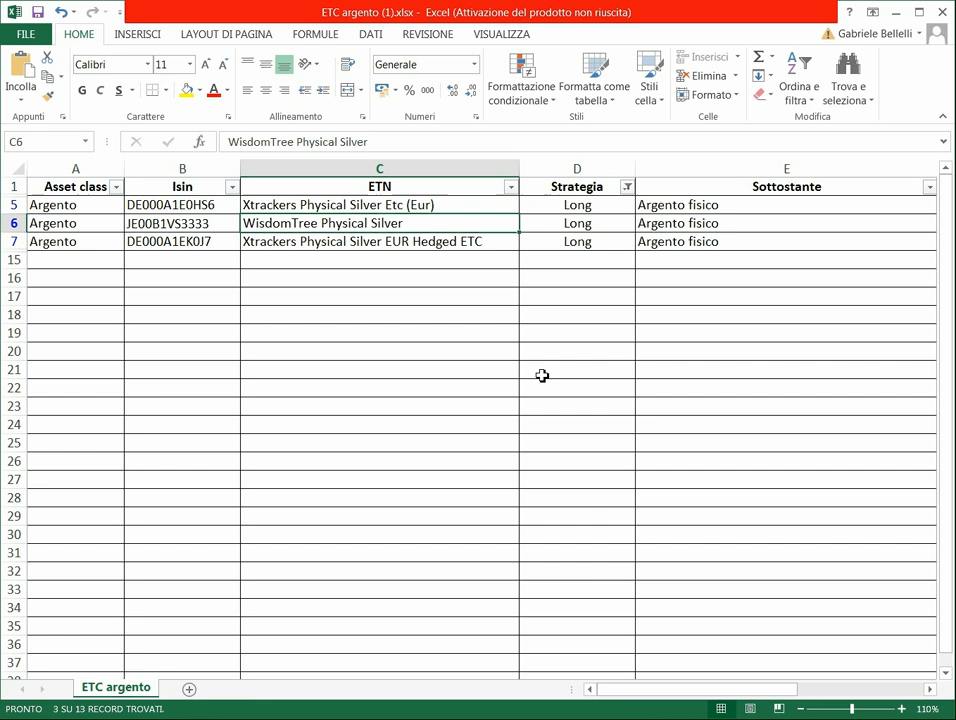 ETC argento (1).xlsx - Excel (Attivazione del prodotto non riuscita)
FILE HOME INSERISCI LAYOUT DI PAGINA FORMULE DATI REVISIONE VISUALIZZA Gabriele Bellelli
Incolla
Calibri 11
G C S A
Generale
% 000
Formattazione condizionale
Formatta come tabella
Stili cella
Inserisci
Elimina
Formato
Ordina e filtra
Trova e seleziona
Appunti Carattere Allineamento Numeri Stili Celle Modifica
C6 fx WisdomTree Physical Silver
A B C D E
1 Asset class Isin ETN Strategia Sottostante
5 Argento DE000A1E0HS6 Xtrackers Physical Silver Etc (Eur) Long Argento fisico
6 Argento JE00B1VS3333 WisdomTree Physical Silver Long Argento fisico
7 Argento DE000A1EK0J7 Xtrackers Physical Silver EUR Hedged ETC Long Argento fisico
15
16
17
18
19
20
21
22
23
24
25
26
27
28
29
30
31
32
33
34
35
36
37
ETC argento
PRONTO 3 SU 13 RECORD TROVATI. 110%